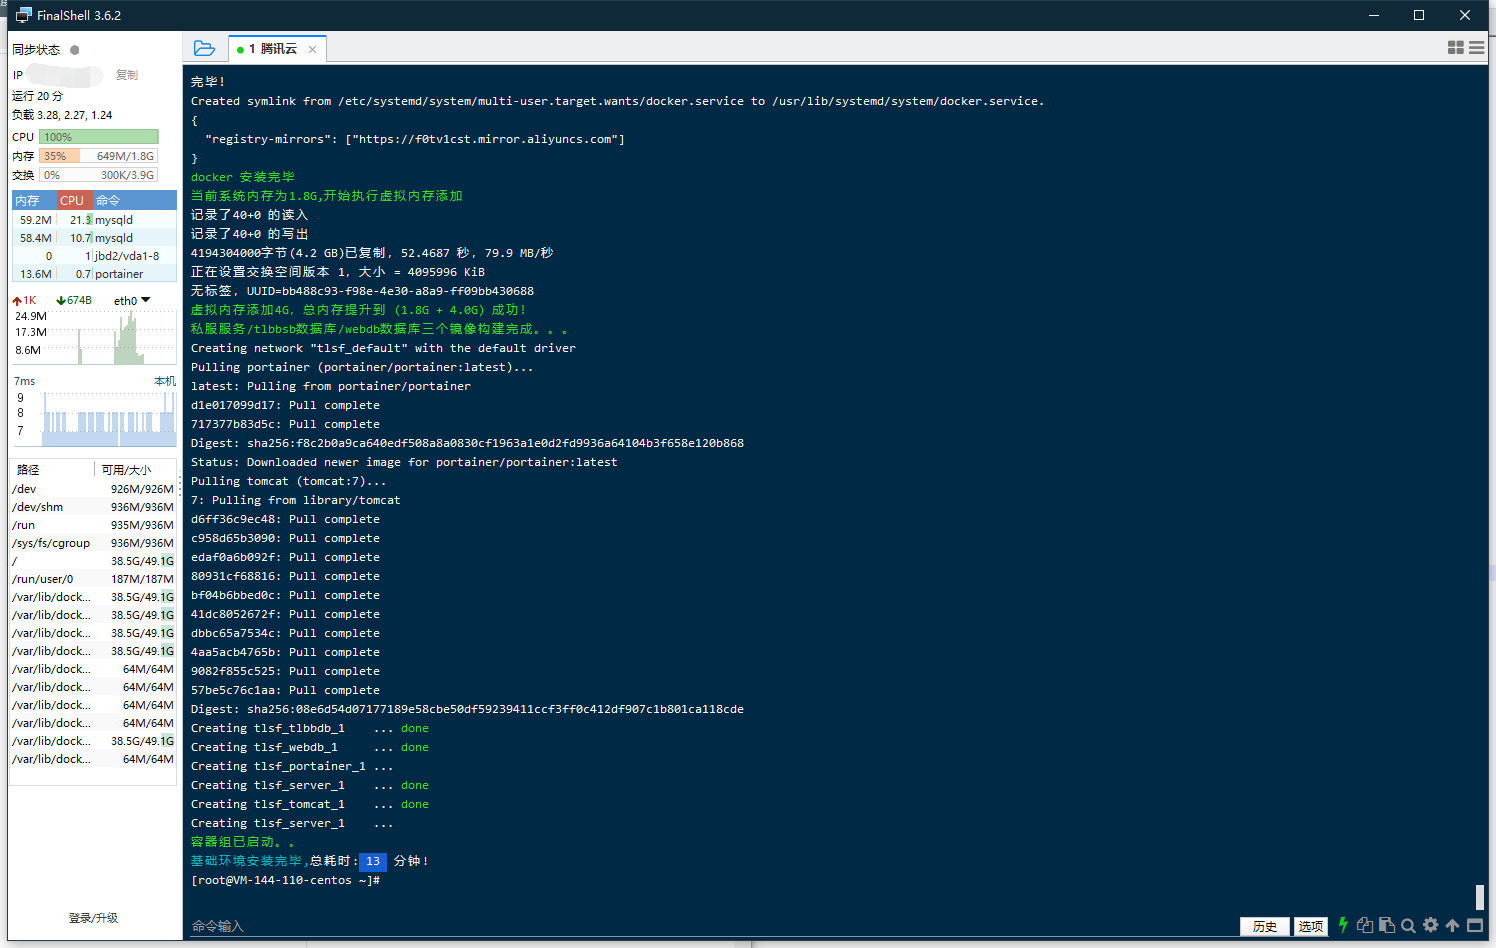 FinalShell 3.6.2
同步状态
IP 复制
运行 20 分
负载 3.28, 2.27, 1.24
CPU 100%
内存 35% 649M/1.8G
交换 0% 300K/3.9G
内存 CPU 命令
59.2M 21.3 mysqld
58.4M 10.7 mysqld
0 1 jbd2/vda1-8
13.6M 0.7 portainer
1K 674B eth0
24.9M
17.3M
8.6M
7ms 本机
9
8
7
路径 可用/大小
/dev 926M/926M
/dev/shm 936M/936M
/run 935M/936M
/sys/fs/cgroup 936M/936M
/ 38.5G/49.1G
/run/user/0 187M/187M
/var/lib/dock... 38.5G/49.1G
/var/lib/dock... 38.5G/49.1G
/var/lib/dock... 38.5G/49.1G
/var/lib/dock... 38.5G/49.1G
/var/lib/dock... 64M/64M
/var/lib/dock... 64M/64M
/var/lib/dock... 64M/64M
/var/lib/dock... 64M/64M
/var/lib/dock... 38.5G/49.1G
/var/lib/dock... 64M/64M
登录/升级
1 腾讯云
完毕！
Created symlink from /etc/systemd/system/multi-user.target.wants/docker.service to /usr/lib/systemd/system/docker.service.
{
"registry-mirrors": ["https://f0tv1cst.mirror.aliyuncs.com"]
}
docker 安装完毕
当前系统内存为1.8G,开始执行虚拟内存添加
记录了40+0 的读入
记录了40+0 的写出
4194304000字节(4.2 GB)已复制，52.4687 秒，79.9 MB/秒
正在设置交换空间版本 1，大小 = 4095996 KiB
无标签，UUID=bb488c93-f98e-4e30-a8a9-ff09bb430688
虚拟内存添加4G，总内存提升到 (1.8G + 4.0G) 成功！
私服服务/tlbbsb数据库/webdb数据库三个镜像构建完成。。。
Creating network "tlsf_default" with the default driver
Pulling portainer (portainer/portainer:latest)...
latest: Pulling from portainer/portainer
d1e017099d17: Pull complete
717377b83d5c: Pull complete
Digest: sha256:f8c2b0a9ca640edf508a8a0830cf1963a1e0d2fd9936a64104b3f658e120b868
Status: Downloaded newer image for portainer/portainer:latest
Pulling tomcat (tomcat:7)...
7: Pulling from library/tomcat
d6ff36c9ec48: Pull complete
c958d65b3090: Pull complete
edaf0a6b092f: Pull complete
80931cf68816: Pull complete
bf04b6bbed0c: Pull complete
41dc8052672f: Pull complete
dbbc65a7534c: Pull complete
4aa5acb4765b: Pull complete
9082f855c525: Pull complete
57be5c76c1aa: Pull complete
Digest: sha256:08e6d54d07177189e58cbe50df59239411ccf3ff0c412df907c1b801ca118cde
Creating tlsf_tlbbdb_1 ... done
Creating tlsf_webdb_1 ... done
Creating tlsf_portainer_1 ...
Creating tlsf_server_1 ... done
Creating tlsf_tomcat_1 ... done
Creating tlsf_server_1 ...
容器组已启动。。
基础环境安装完毕,总耗时: 13 分钟！
[root@VM-144-110-centos ~]#
命令输入
历史 选项